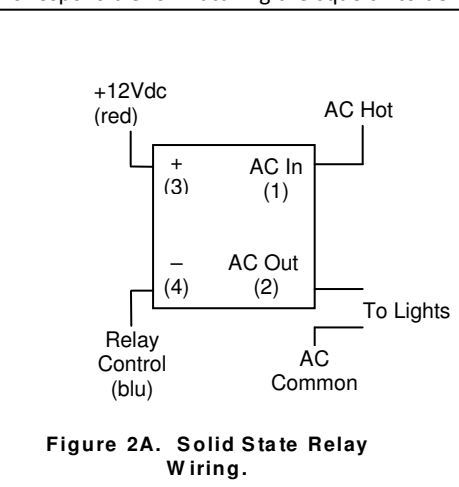 +12Vdc
(red)
AC Hot
+
(3)
AC In
(1)
–
(4)
AC Out
(2)
To Lights
Relay
Control
(blu)
AC
Common
Figure 2A. Solid State Relay
Wiring.